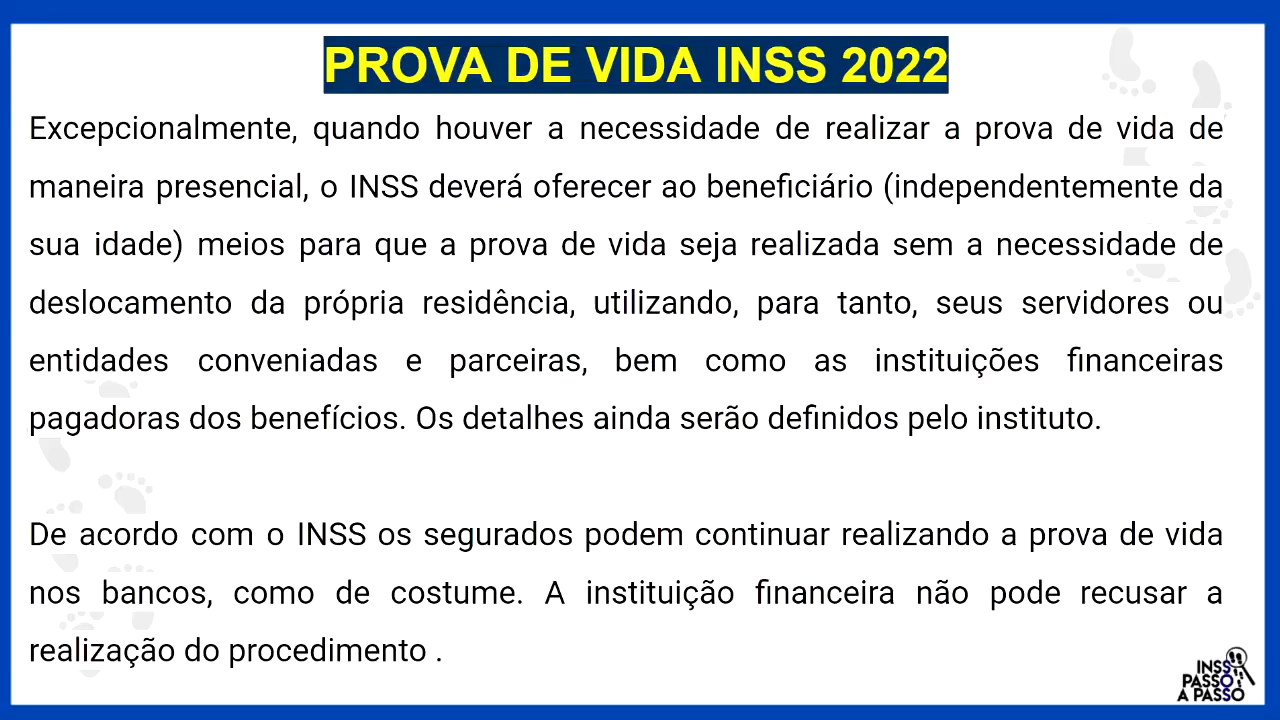 PROVA DE VIDA INSS 2022
Excepcionalmente, quando houver a necessidade de realizar a prova de vida de
maneira presencial, o INSS deverá oferecer ao beneficiário (independentemente da
sua idade) meios para que a prova de vida seja realizada sem a necessidade de
deslocamento da própria residência, utilizando, para tanto, seus servidores ou
entidades conveniadas e parceiras, bem como as instituições financeiras
pagadoras dos benefícios. Os detalhes ainda serão definidos pelo instituto.
De acordo com o INSS os segurados podem continuar realizando a prova de vida
nos bancos, como de costume. A instituição financeira não pode recusar a
realização do procedimento .
INSS
PASSO
A PASSO